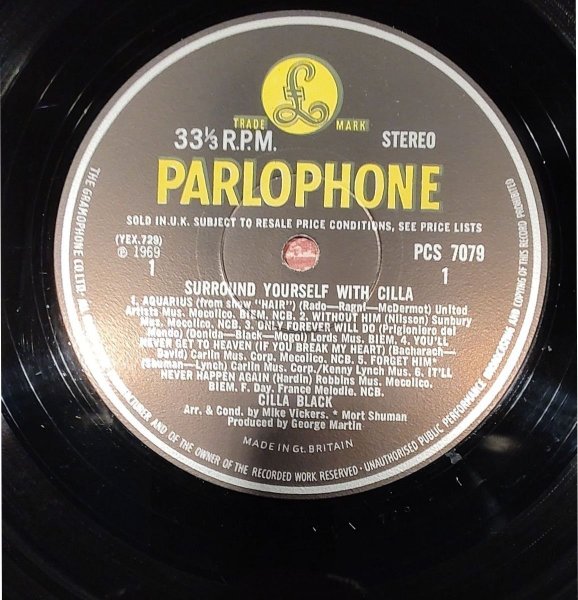 £
TRADE MARK
33⅓ R.P.M. STEREO
PARLOPHONE
SOLD IN U.K. SUBJECT TO RESALE PRICE CONDITIONS, SEE PRICE LISTS
(YEX.729) PCS 7079
℗ 1969
1 1
SURROUND YOURSELF WITH CILLA
1. AQUARIUS (from show "HAIR") (Rado—Ragni—McDermot) United
Artists Mus. Mecolico. BIEM. NCB. 2. WITHOUT HIM (Nilsson) Sunbury
Mus. Mecolico. NCB. 3. ONLY FOREVER WILL DO (Prigioniero del
Mondo) (Donida—Black—Mogol) Lords Mus. BIEM. 4. YOU'LL
NEVER GET TO HEAVEN (IF YOU BREAK MY HEART) (Bacharach—
David) Carlin Mus. Corp. Mecolico. NCB. 5. FORGET HIM*
(Shuman—Lynch) Carlin Mus. Corp./Kenny Lynch Mus. 6. IT'LL
NEVER HAPPEN AGAIN (Hardin) Robbins Mus. Mecolico.
BIEM. F. Day. France Melodie. NCB.
CILLA BLACK
Arr. & Cond. by Mike Vickers. * Mort Shuman
Produced by George Martin
MADE IN Gt. BRITAIN
THE GRAMOPHONE CO. LTD. MANUFACTURER AND OF THE OWNER OF THE RECORDED WORK RESERVED · UNAUTHORISED PUBLIC PERFORMANCE BROADCASTING AND COPYING OF THIS RECORD PROHIBITED